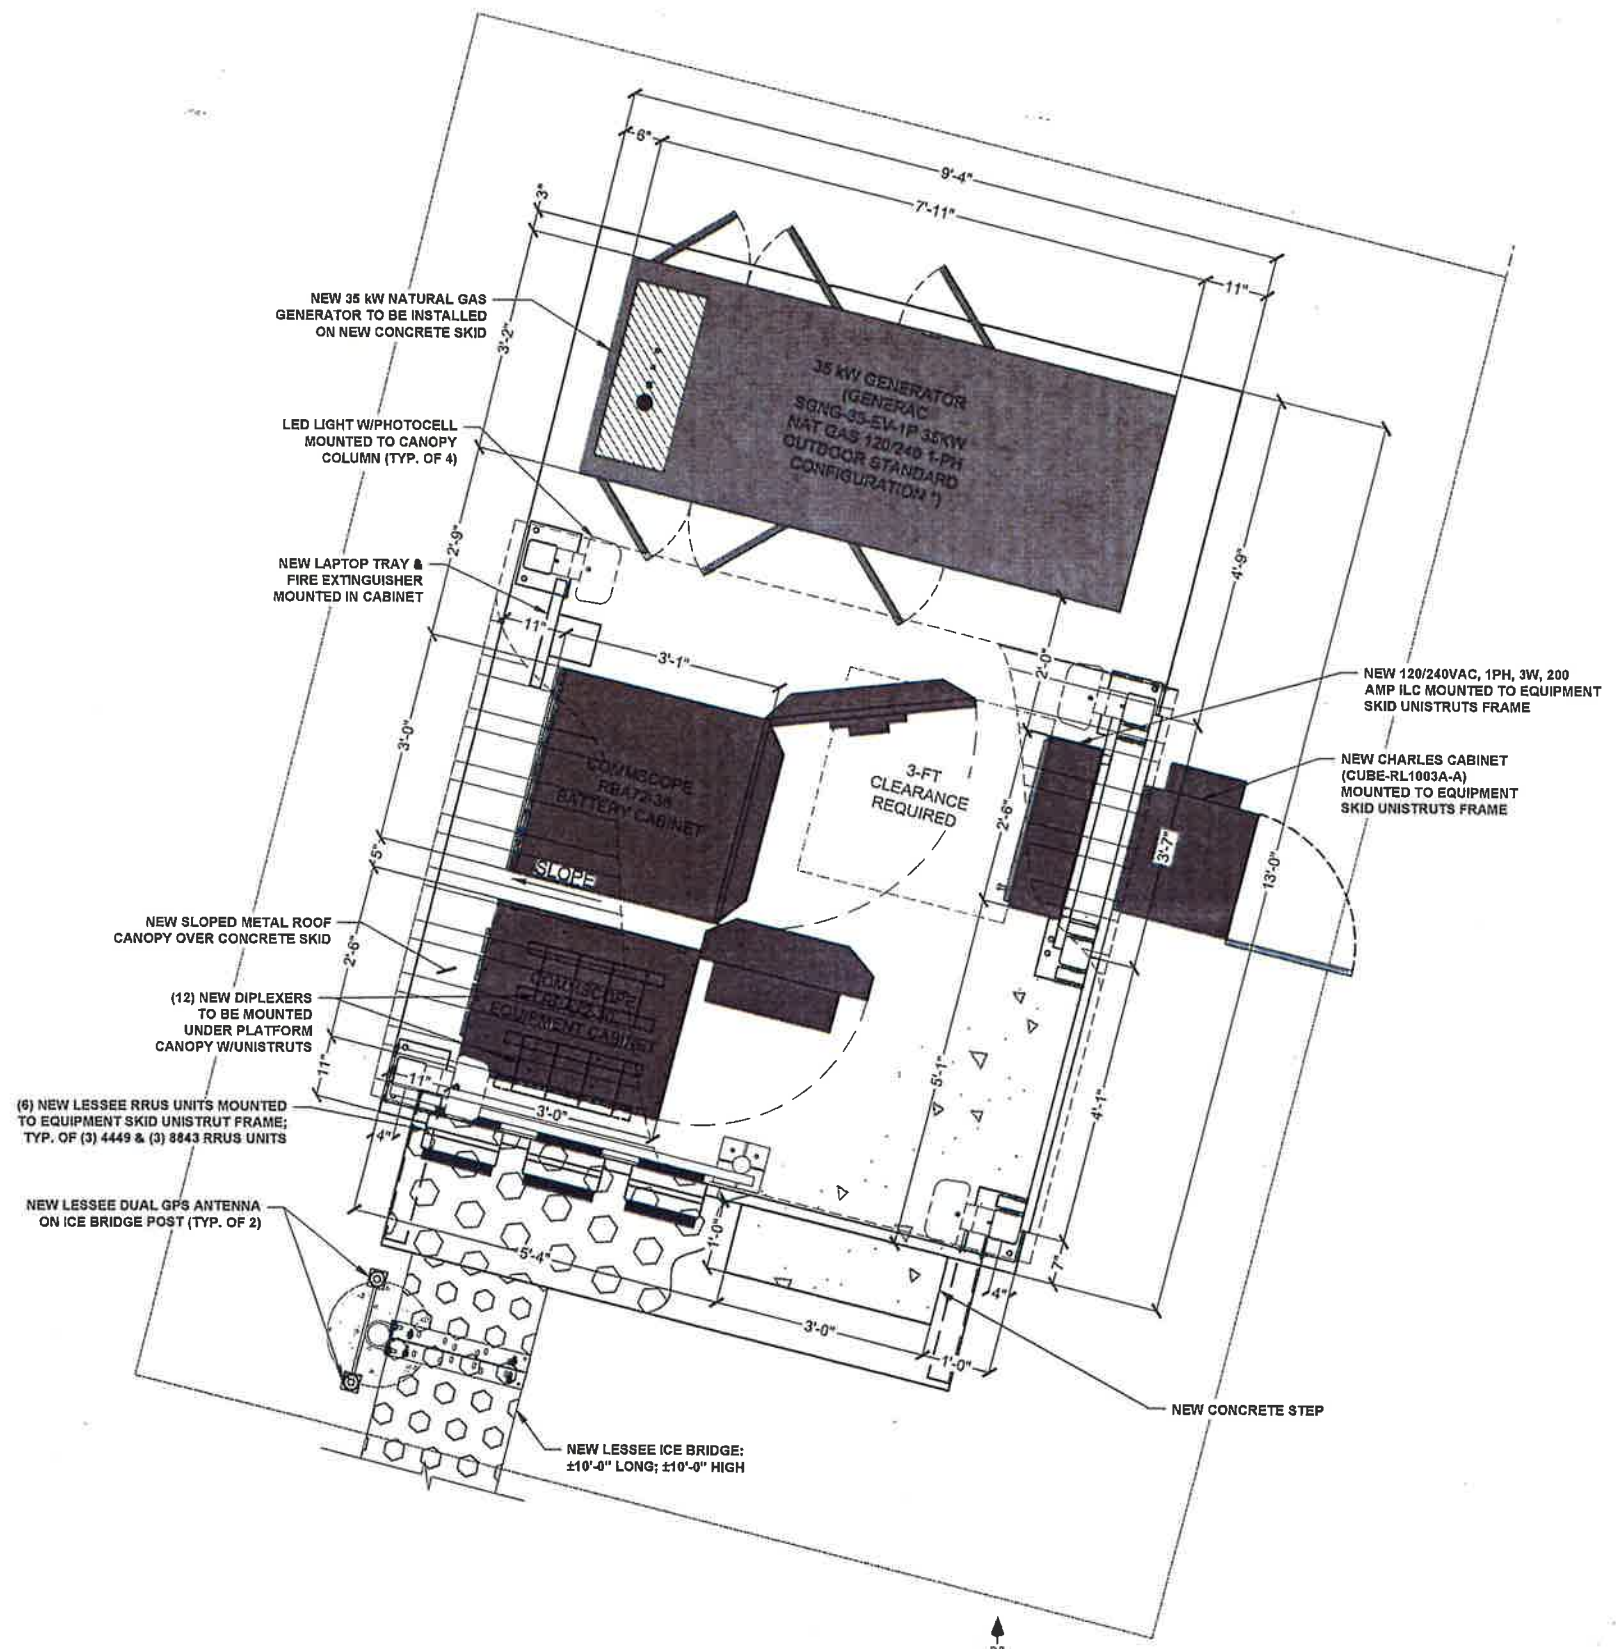 9'-4"
6"
7'-11"
3"
11"
NEW 35 kW NATURAL GAS
GENERATOR TO BE INSTALLED
ON NEW CONCRETE SKID
3'-2"
35 kW GENERATOR
(GENERAC
SGNG-35-EV-1P 35KW
NAT GAS 120/240 1-PH
OUTDOOR STANDARD
CONFIGURATION ")
LED LIGHT W/PHOTOCELL
MOUNTED TO CANOPY
COLUMN (TYP. OF 4)
2'-9"
4'-9"
NEW LAPTOP TRAY &
FIRE EXTINGUISHER
MOUNTED IN CABINET
11"
3'-1"
2'-0"
NEW 120/240VAC, 1PH, 3W, 200
AMP ILC MOUNTED TO EQUIPMENT
SKID UNISTRUTS FRAME
3'-0"
COMMSCOPE
RBA72-36
BATTERY CABINET
3-FT
CLEARANCE
REQUIRED
2'-6"
NEW CHARLES CABINET
(CUBE-RL1003A-A)
MOUNTED TO EQUIPMENT
SKID UNISTRUTS FRAME
3'-7"
13'-0"
5"
SLOPE
NEW SLOPED METAL ROOF
CANOPY OVER CONCRETE SKID
2'-6"
COMMSCOPE
EQUIPMENT CABINET
(12) NEW DIPLEXERS
TO BE MOUNTED
UNDER PLATFORM
CANOPY W/UNISTRUTS
11"
11"
3'-0"
5'-1"
4'-1"
(6) NEW LESSEE RRUS UNITS MOUNTED
TO EQUIPMENT SKID UNISTRUT FRAME;
TYP. OF (3) 4449 & (3) 8843 RRUS UNITS
4"
NEW LESSEE DUAL GPS ANTENNA
ON ICE BRIDGE POST (TYP. OF 2)
5'-4"
1'-0"
7"
4"
3'-0"
1'-0"
NEW CONCRETE STEP
NEW LESSEE ICE BRIDGE:
±10'-0" LONG; ±10'-0" HIGH